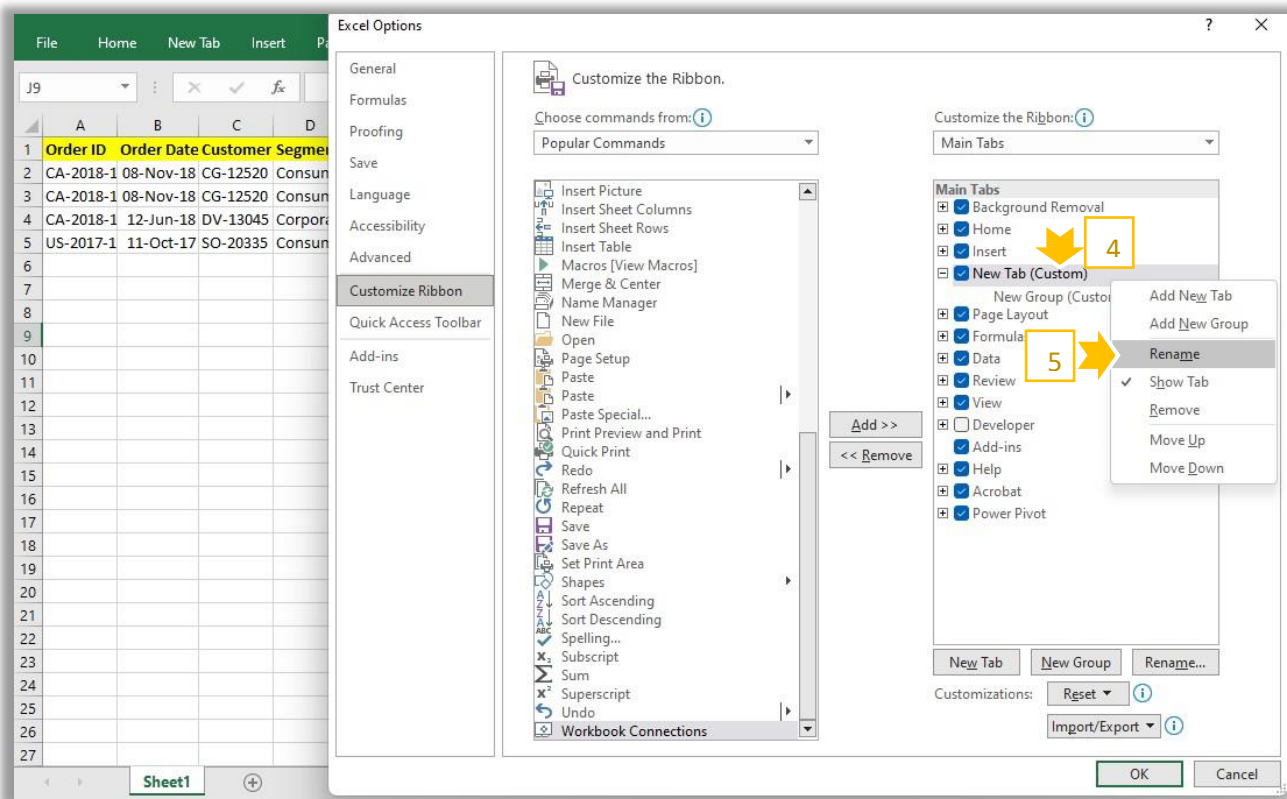 Excel Options
?
File Home New Tab Insert
J9
fx
A B C D
1 Order ID Order Date Customer Segme
2 CA-2018-1 08-Nov-18 CG-12520 Consun
3 CA-2018-1 08-Nov-18 CG-12520 Consun
4 CA-2018-1 12-Jun-18 DV-13045 Corpora
5 US-2017-1 11-Oct-17 SO-20335 Consun
6
7
8
9
10
11
12
13
14
15
16
17
18
19
20
21
22
23
24
25
26
27
Sheet1
General
Formulas
Proofing
Save
Language
Accessibility
Advanced
Customize Ribbon
Quick Access Toolbar
Add-ins
Trust Center
Customize the Ribbon.
Choose commands from:
Popular Commands
Insert Picture
Insert Sheet Columns
Insert Sheet Rows
Insert Table
Macros [View Macros]
Merge & Center
Name Manager
New File
Open
Page Setup
Paste
Paste
Paste Special...
Print Preview and Print
Quick Print
Redo
Refresh All
Repeat
Save
Save As
Set Print Area
Shapes
Sort Ascending
Sort Descending
Spelling...
Subscript
Sum
Superscript
Undo
Workbook Connections
Add >>
<< Remove
Customize the Ribbon:
Main Tabs
Main Tabs
Background Removal
Home
Insert
4
New Tab (Custom)
New Group (Custor
Page Layout
Formula
Data
Review
View
Developer
Add-ins
Help
Acrobat
Power Pivot
5
Add New Tab
Add New Group
Rename
Show Tab
Remove
Move Up
Move Down
New Tab New Group Rename...
Customizations: Reset
Import/Export
OK Cancel